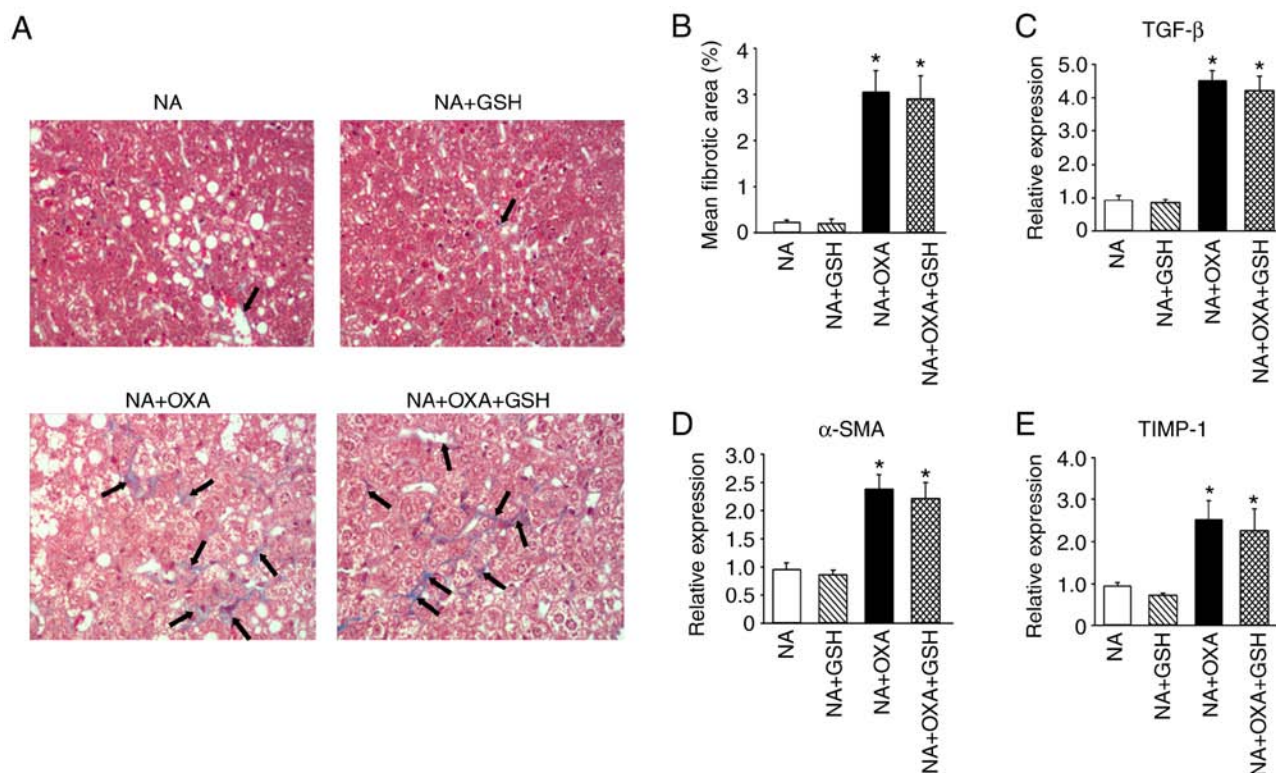 A
NA
NA+GSH
NA+OXA
NA+OXA+GSH
B
Mean fibrotic area (%)
4
3
2
1
0
*
*
NA
NA+GSH
NA+OXA
NA+OXA+GSH
C
TGF-β
Relative expression
5.0
4.0
3.0
2.0
1.0
0
*
*
NA
NA+GSH
NA+OXA
NA+OXA+GSH
D
α-SMA
Relative expression
3.0
2.5
2.0
1.5
1.0
0.5
0
*
*
NA
NA+GSH
NA+OXA
NA+OXA+GSH
E
TIMP-1
Relative expression
4.0
3.0
2.0
1.0
0
*
*
NA
NA+GSH
NA+OXA
NA+OXA+GSH